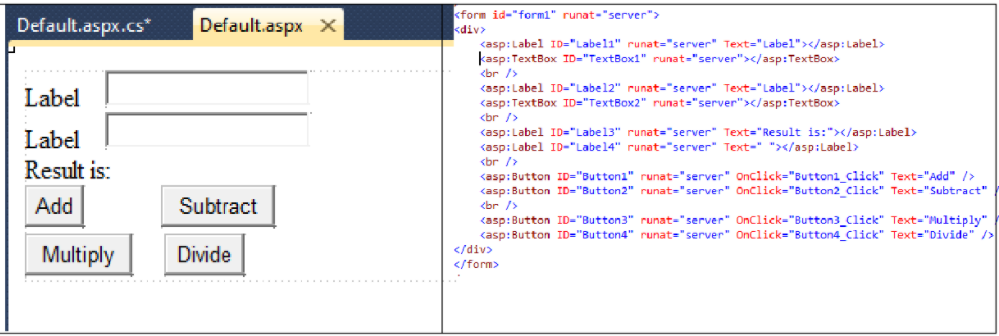 Default.aspx.cs*
Default.aspx ✕
Label
Label
Result is:
Add
Subtract
Multiply
Divide
<form id="form1" runat="server">
<div>
<asp:Label ID="Label1" runat="server" Text="Label"></asp:Label>
<asp:TextBox ID="TextBox1" runat="server"></asp:TextBox>
<br />
<asp:Label ID="Label2" runat="server" Text="Label"></asp:Label>
<asp:TextBox ID="TextBox2" runat="server"></asp:TextBox>
<br />
<asp:Label ID="Label3" runat="server" Text="Result is:"></asp:Label>
<asp:Label ID="Label4" runat="server" Text=" "></asp:Label>
<br />
<asp:Button ID="Button1" runat="server" OnClick="Button1_Click" Text="Add" />
<asp:Button ID="Button2" runat="server" OnClick="Button2_Click" Text="Subtract" /
<br />
<asp:Button ID="Button3" runat="server" OnClick="Button3_Click" Text="Multiply" /
<asp:Button ID="Button4" runat="server" OnClick="Button4_Click" Text="Divide" />
</div>
</form>